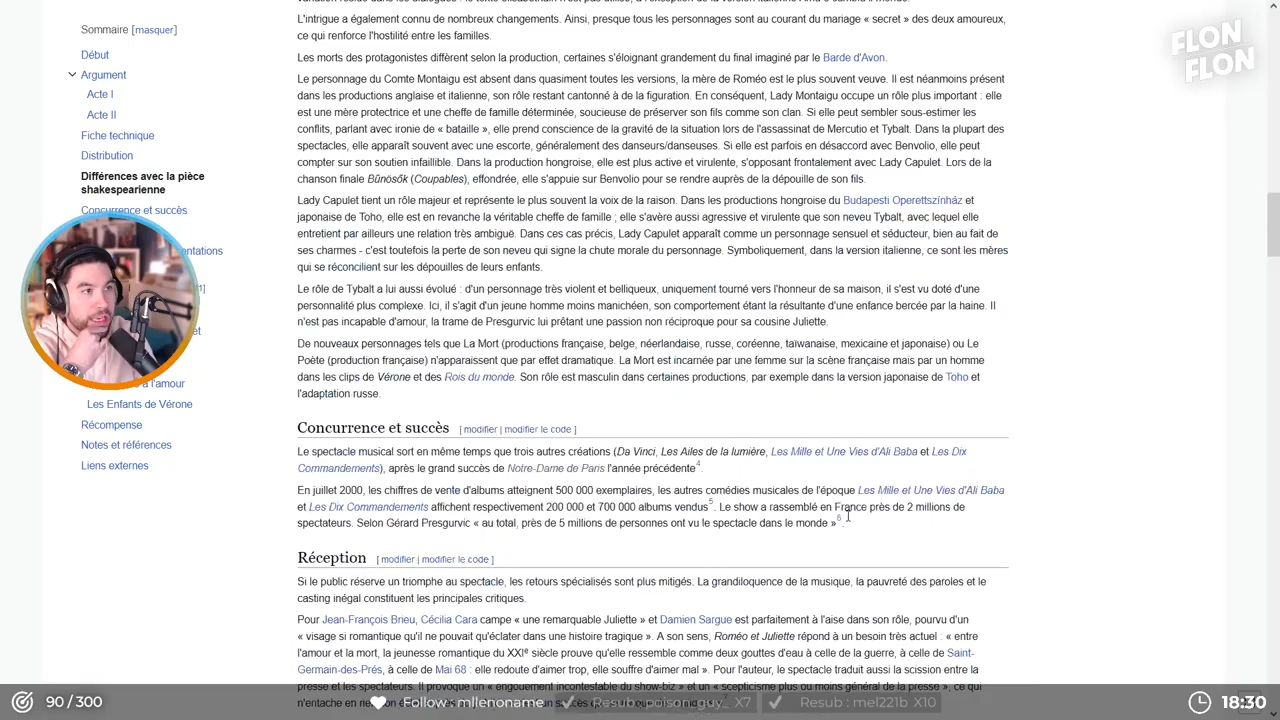 L'intrigue a également connu de nombreux changements. Ainsi, presque tous les personnages sont au courant du mariage « secret » des deux amoureux,
ce qui renforce l'hostilité entre les familles.
Les morts des protagonistes diffèrent selon la production, certaines s'éloignant grandement du final imaginé par le Barde d'Avon.
Le personnage du Comte Montaigu est absent dans quasiment toutes les versions, la mère de Roméo est le plus souvent veuve. Il est néanmoins présent
dans les productions anglaise et italienne, son rôle restant cantonné à de la figuration. En conséquent, Lady Montaigu occupe un rôle plus important : elle
est une mère protectrice et une cheffe de famille déterminée, soucieuse de préserver son fils comme son clan. Si elle peut sembler sous-estimer les
conflits, parlant avec ironie de « bataille », elle prend conscience de la gravité de la situation lors de l'assassinat de Mercutio et Tybalt. Dans la plupart des
spectacles, elle apparaît souvent avec une escorte, généralement des danseurs/danseuses. Si elle est parfois en désaccord avec Benvolio, elle peut
compter sur son soutien infaillible. Dans la production hongroise, elle est plus active et virulente, s'opposant frontalement avec Lady Capulet. Lors de la
chanson finale Bűnösők (Coupables), effondrée, elle s'appuie sur Benvolio pour se rendre auprès de la dépouille de son fils.
Lady Capulet tient un rôle majeur et représente le plus souvent la voix de la raison. Dans les productions hongroise du Budapesti Operettszínház et
japonaise de Toho, elle est en revanche la véritable cheffe de famille ; elle s'avère aussi agressive et virulente que son neveu Tybalt, avec lequel elle
entretient par ailleurs une relation très ambiguë. Dans ces cas précis, Lady Capulet apparaît comme un personnage sensuel et séducteur, bien au fait de
ses charmes - c'est toutefois la perte de son neveu qui signe la chute morale du personnage. Symboliquement, dans la version italienne, ce sont les mères
qui se réconcilient sur les dépouilles de leurs enfants.
Le rôle de Tybalt a lui aussi évolué : d'un personnage très violent et belliqueux, uniquement tourné vers l'honneur de sa maison, il s'est vu doté d'une
personnalité plus complexe. Ici, il s'agit d'un jeune homme moins manichéen, son comportement étant la résultante d'une enfance bercée par la haine. Il
n'est pas incapable d'amour, la trame de Presgurvic lui prêtant une passion non réciproque pour sa cousine Juliette.
De nouveaux personnages tels que La Mort (productions française, belge, néerlandaise, russe, coréenne, taïwanaise, mexicaine et japonaise) ou Le
Poète (production française) n'apparaissent que par effet dramatique. La Mort est incarnée par une femme sur la scène française mais par un homme
dans les clips de Vérone et des Rois du monde. Son rôle est masculin dans certaines productions, par exemple dans la version japonaise de Toho et
l'adaptation russe.
Concurrence et succès [ modifier | modifier le code ]
Le spectacle musical sort en même temps que trois autres créations (Da Vinci, Les Ailes de la lumière, Les Mille et Une Vies d'Ali Baba et Les Dix
Commandements), après le grand succès de Notre-Dame de Paris l'année précédente4.
En juillet 2000, les chiffres de vente d'albums atteignent 500 000 exemplaires, les autres comédies musicales de l'époque Les Mille et Une Vies d'Ali Baba
et Les Dix Commandements affichent respectivement 200 000 et 700 000 albums vendus5. Le show a rassemblé en France près de 2 millions de
spectateurs. Selon Gérard Presgurvic « au total, près de 5 millions de personnes ont vu le spectacle dans le monde »6.
Réception [ modifier | modifier le code ]
Si le public réserve un triomphe au spectacle, les retours spécialisés sont plus mitigés. La grandiloquence de la musique, la pauvreté des paroles et le
casting inégal constituent les principales critiques.
Pour Jean-François Brieu, Cécilia Cara campe « une remarquable Juliette » et Damien Sargue est parfaitement à l'aise dans son rôle, pourvu d'un
« visage si romantique qu'il ne pouvait qu'éclater dans une histoire tragique ». A son sens, Roméo et Juliette répond à un besoin très actuel : « entre
l'amour et la mort, la jeunesse romantique du XXIe siècle prouve qu'elle ressemble comme deux gouttes d'eau à celle de la guerre, à celle de Saint-
Germain-des-Prés, à celle de Mai 68 : elle redoute d'aimer trop, elle souffre d'aimer mal ». Pour l'auteur, le spectacle traduit aussi la scission entre la
presse et les spectateurs. Il provoque un « engouement incontestable du show-biz » et un « scepticisme plus ou moins général de la presse », ce qui
Sommaire [masquer]
Début
Argument
Acte I
Acte II
Fiche technique
Distribution
Différences avec la pièce
shakespearienne
Concurrence et succès
entations
1]
et
à l'amour
Les Enfants de Vérone
Récompense
Notes et références
Liens externes
FLON
FLON
90 / 300
Follow : mllenoname
Resub : poison_guy_ X7
Resub : mel221b X10
18:30